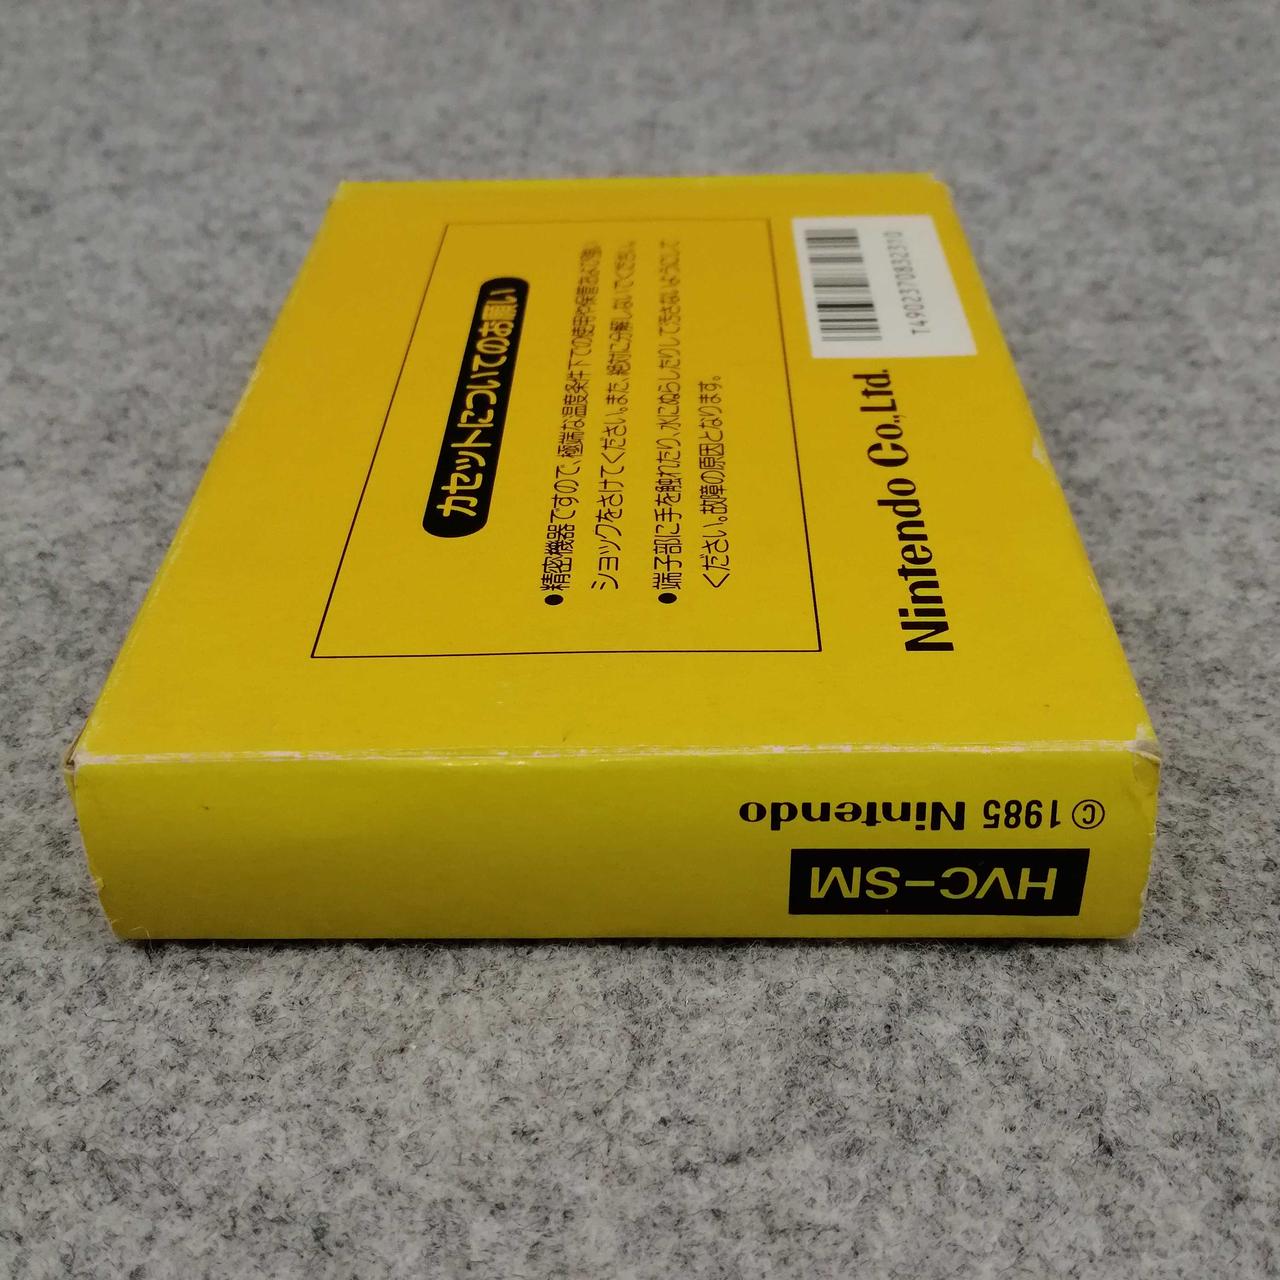 カセットについてのお願い
●精密機器ですので、極端な温度条件下での使用や保管および強い
ショックをさけてください。また、絶対に分解しないでください。
●端子部に手を触れたり、水にぬらしたりして汚さないようにして
ください。故障の原因となります。
T4902370832310
Nintendo Co.,Ltd.
©1985 Nintendo
HVC-SM